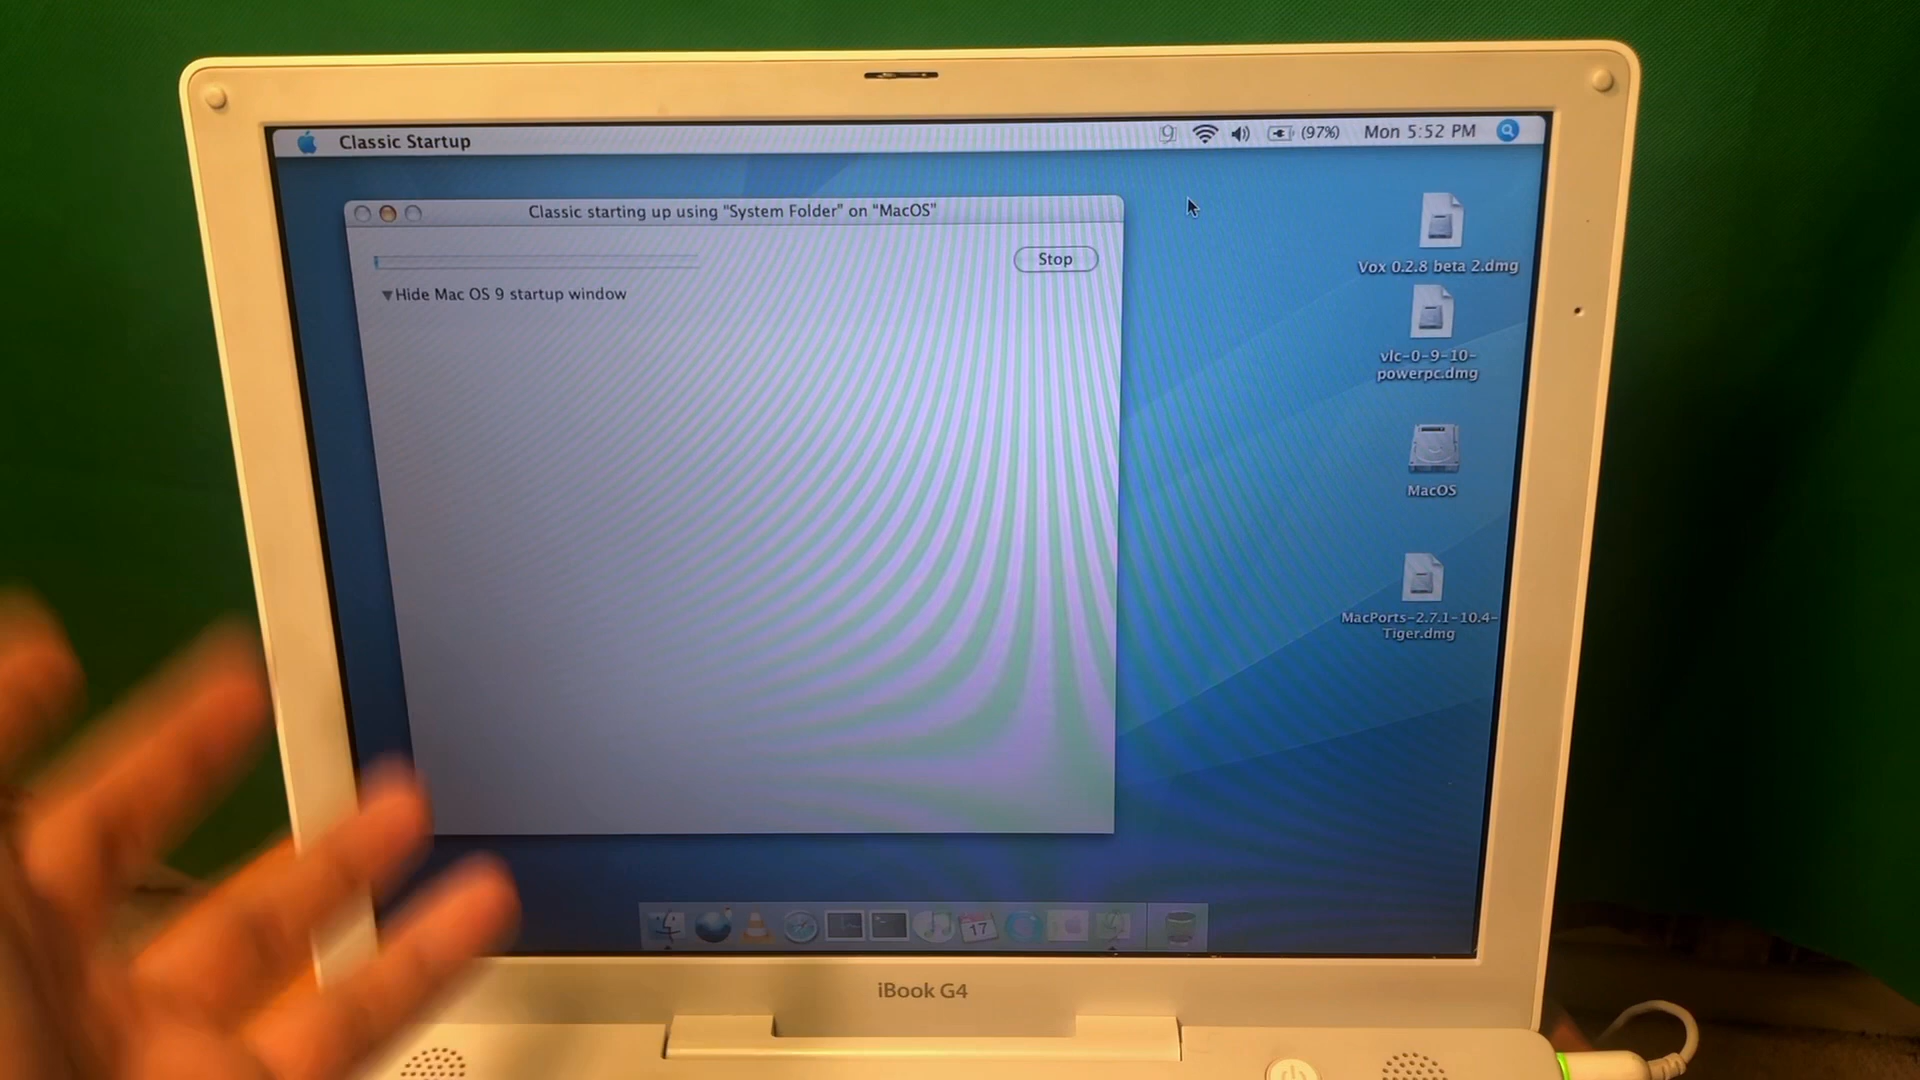 Classic Startup
9
(97%)
Mon 5:52 PM
Classic starting up using "System Folder" on "MacOS"
Stop
Hide Mac OS 9 startup window
Vox 0.2.8 beta 2.dmg
vlc-0-9-10-
powerpc.dmg
MacOS
MacPorts-2.7.1-10.4-
Tiger.dmg
17
iBook G4